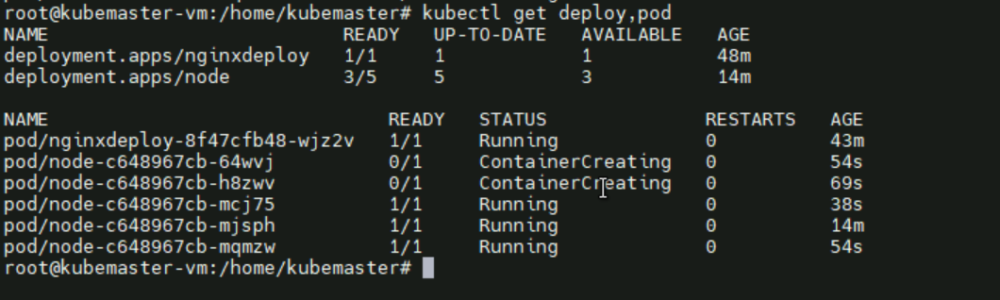 root@kubemaster-vm:/home/kubemaster# kubectl get deploy,pod
NAME READY UP-TO-DATE AVAILABLE AGE
deployment.apps/nginxdeploy 1/1 1 1 48m
deployment.apps/node 3/5 5 3 14m
NAME READY STATUS RESTARTS AGE
pod/nginxdeploy-8f47cfb48-wjz2v 1/1 Running 0 43m
pod/node-c648967cb-64wvj 0/1 ContainerCreating 0 54s
pod/node-c648967cb-h8zwv 0/1 ContainerCreating 0 69s
pod/node-c648967cb-mcj75 1/1 Running 0 38s
pod/node-c648967cb-mjsph 1/1 Running 0 14m
pod/node-c648967cb-mqmzw 1/1 Running 0 54s
root@kubemaster-vm:/home/kubemaster#